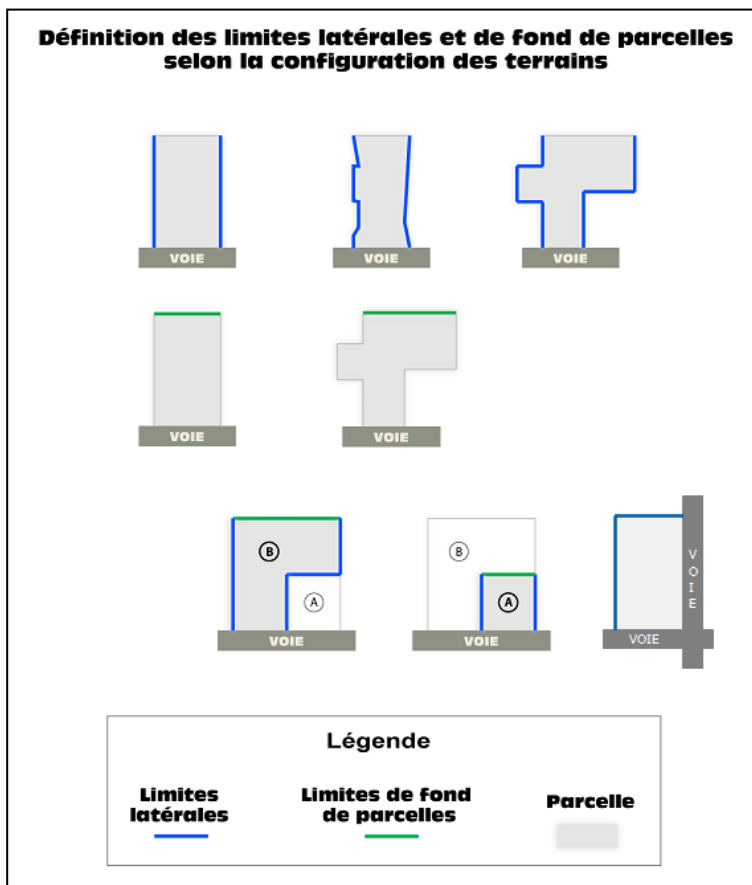 Définition des limites latérales et de fond de parcelles
selon la configuration des terrains
VOIE
VOIE
VOIE
VOIE
VOIE
B
A
VOIE
B
A
VOIE
VOIE
VOIE
Légende
Limites
latérales
Limites de fond
de parcelles
Parcelle